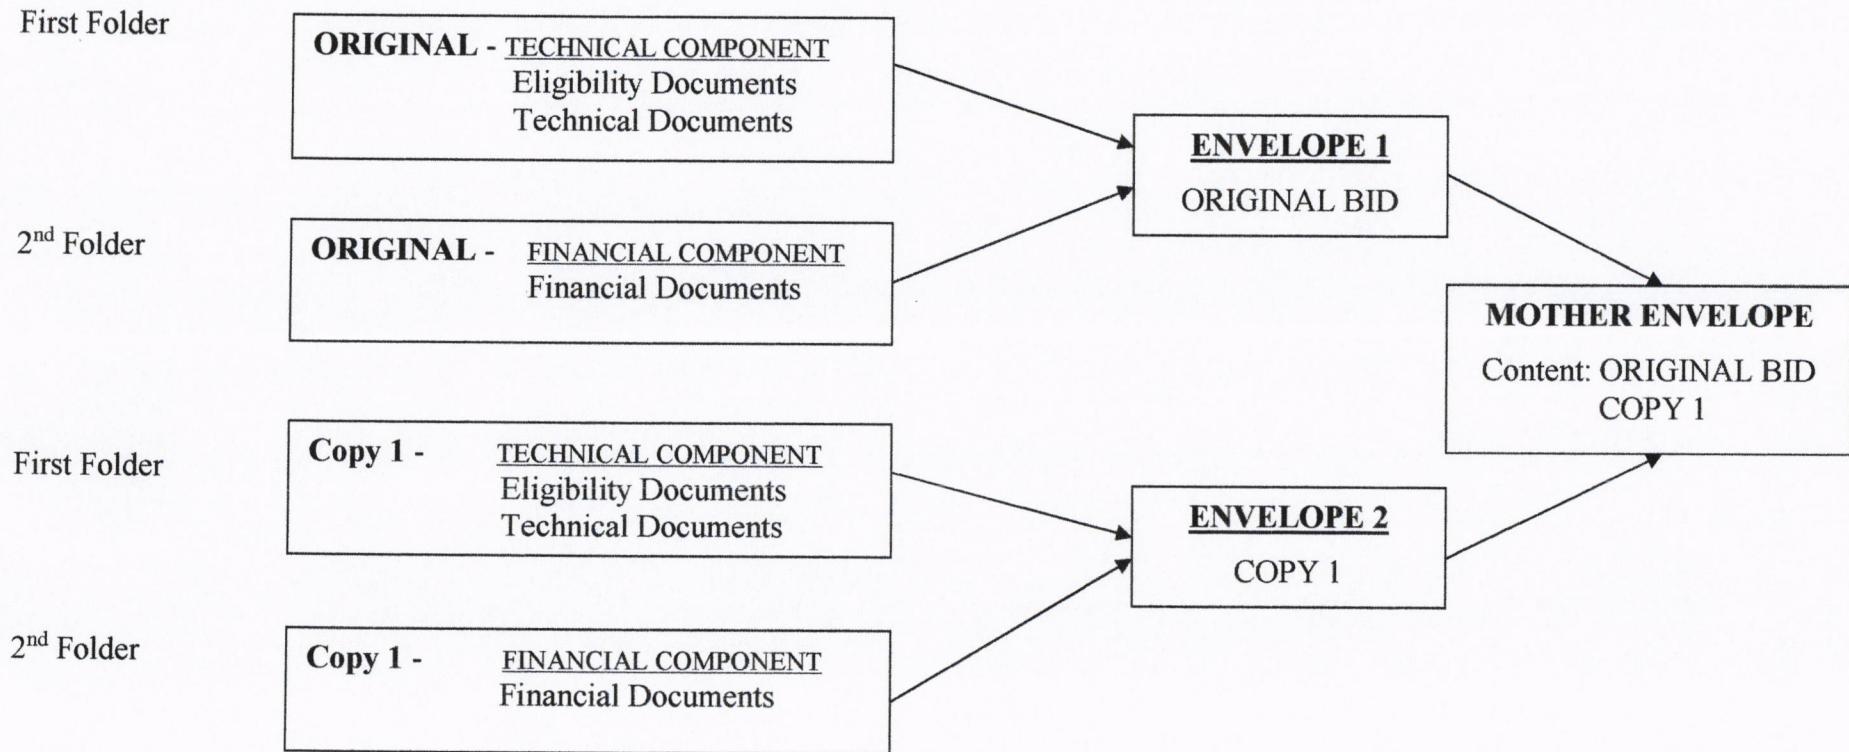 First Folder
ORIGINAL - TECHNICAL COMPONENT
Eligibility Documents
Technical Documents
2nd Folder
ORIGINAL - FINANCIAL COMPONENT
Financial Documents
ENVELOPE 1
ORIGINAL BID
First Folder
Copy 1 - TECHNICAL COMPONENT
Eligibility Documents
Technical Documents
2nd Folder
Copy 1 - FINANCIAL COMPONENT
Financial Documents
ENVELOPE 2
COPY 1
MOTHER ENVELOPE
Content: ORIGINAL BID
COPY 1